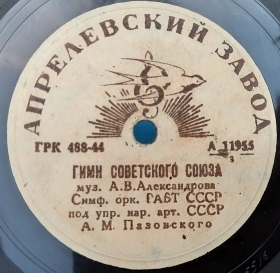 АПРЕЛЕВСКИЙ ЗАВОД
ГРК 488-44 А 11955
ГИМН СОВЕТСКОГО СОЮЗА
муз. А.В.Александрова
Симф. орк. ГАБТ СССР
под упр. нар. арт. СССР
А. М. Пазовского